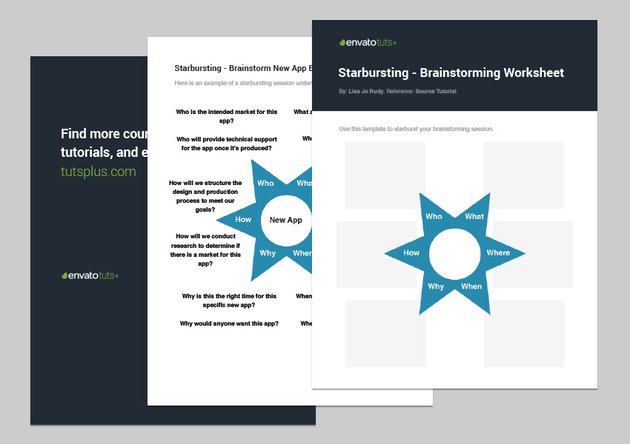 Find more cour
tutorials, and e
tutsplus.com
envatotuts+
Starbursting - Brainstorm New App
Here is an example of a starbursting session under
Who is the intended market for this
app?
Who will provide technical support
for the app once it's produced?
How will we structure the
design and production
process to meet our
goals?
How will we conduct
research to determine if
there is a market for this
app?
Why is this the right time for this
specific new app?
Why would anyone want this app?
What a
Whe
Who
Wha
How
New App
Why
When
envatotuts+
Starbursting - Brainstorming Worksheet
By: Lisa Jo Rudy, Reference: Source Tutorial.
Use this template to starburst your brainstorming session.
Who
What
How
Where
Why
When